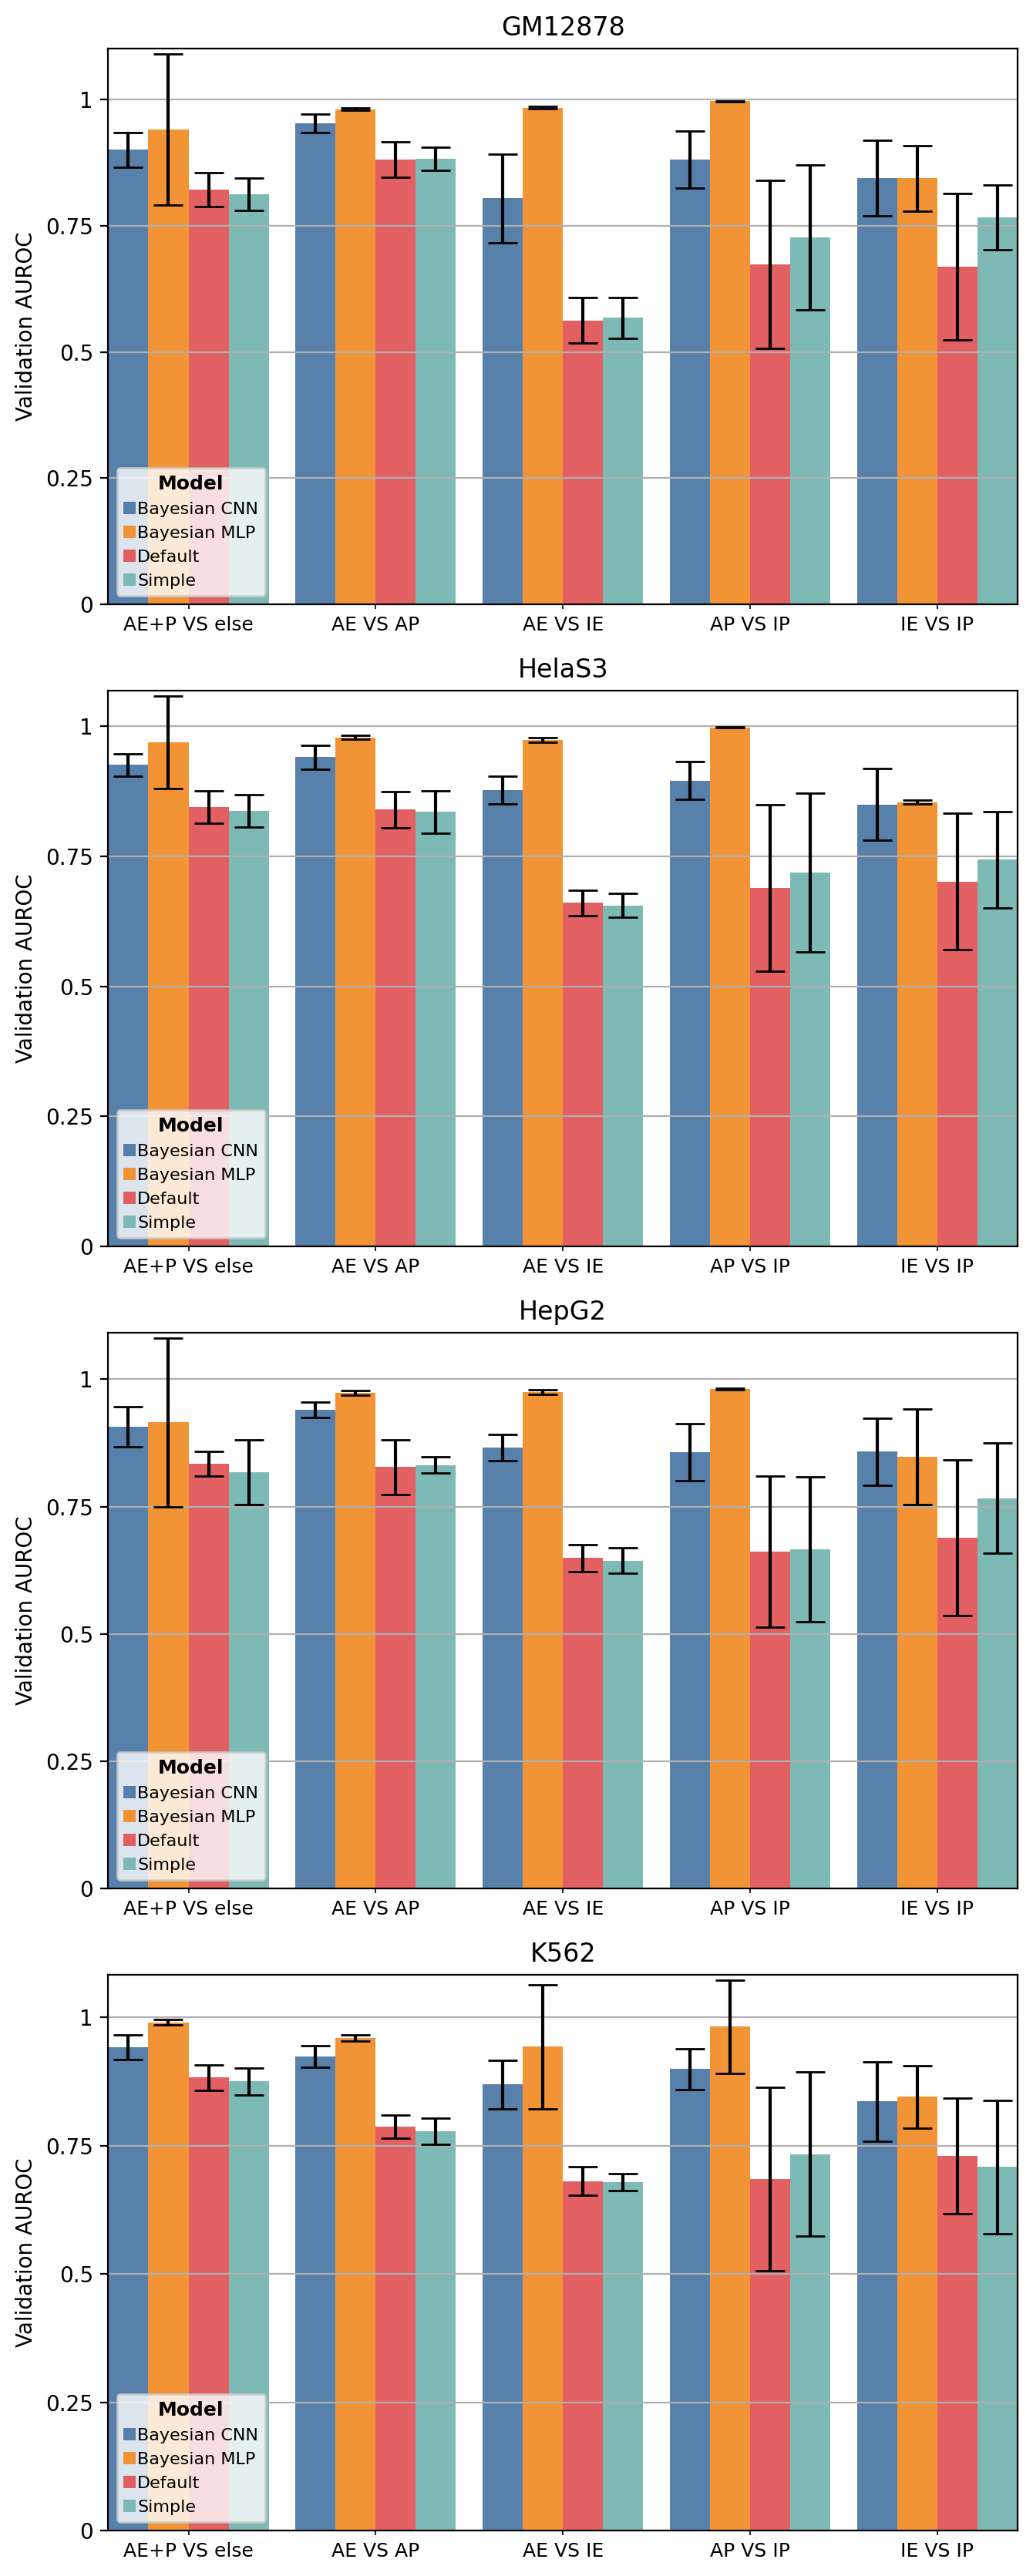 GM12878
Validation AUROC
1
0.75
0.5
0.25
0
Model
Bayesian CNN
Bayesian MLP
Default
Simple
AE+P VS else
AE VS AP
AE VS IE
AP VS IP
IE VS IP
HelaS3
Validation AUROC
1
0.75
0.5
0.25
0
Model
Bayesian CNN
Bayesian MLP
Default
Simple
AE+P VS else
AE VS AP
AE VS IE
AP VS IP
IE VS IP
HepG2
Validation AUROC
1
0.75
0.5
0.25
0
Model
Bayesian CNN
Bayesian MLP
Default
Simple
AE+P VS else
AE VS AP
AE VS IE
AP VS IP
IE VS IP
K562
Validation AUROC
1
0.75
0.5
0.25
0
Model
Bayesian CNN
Bayesian MLP
Default
Simple
AE+P VS else
AE VS AP
AE VS IE
AP VS IP
IE VS IP